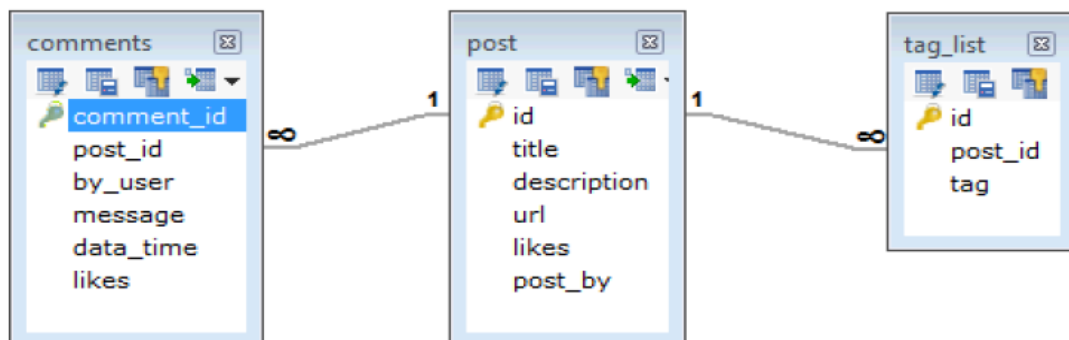 comments
comment_id
post_id
by_user
message
data_time
likes
∞
1
post
id
title
description
url
likes
post_by
1
∞
tag_list
id
post_id
tag